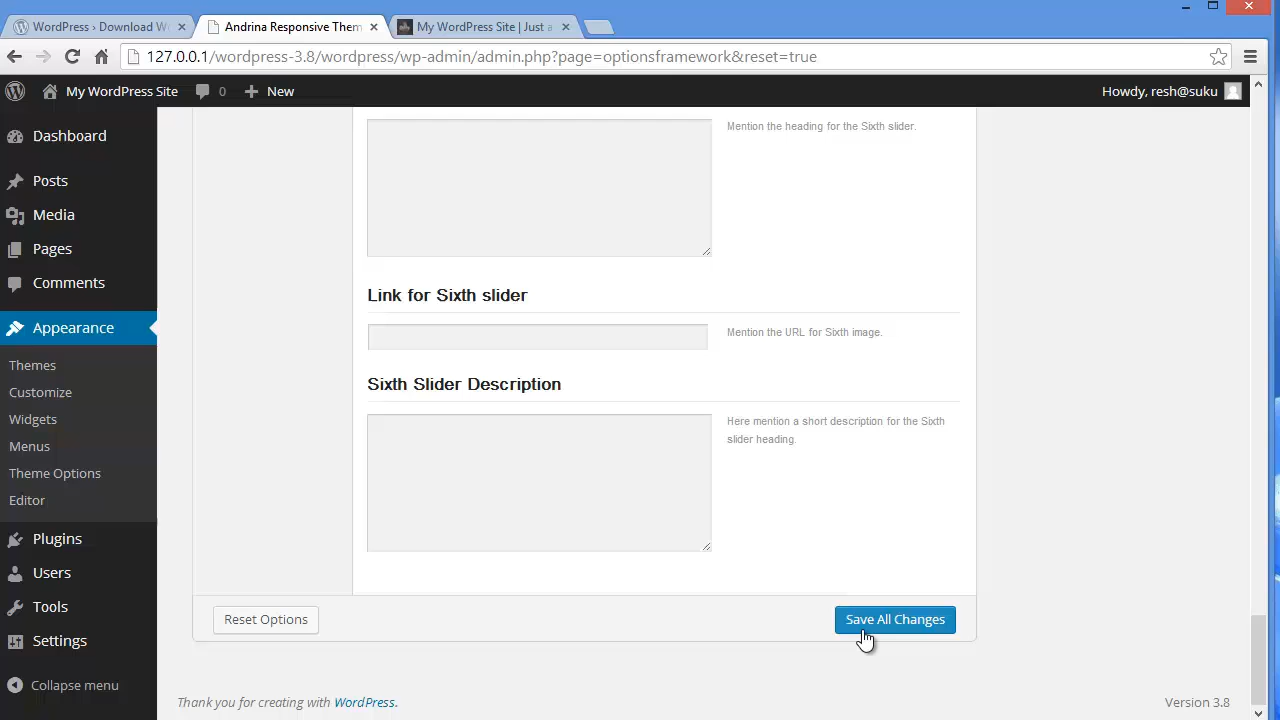 WordPress › Download W
Andrina Responsive Them
My WordPress Site | Just a
127.0.0.1/wordpress-3.8/wordpress/wp-admin/admin.php?page=optionsframework&reset=true
My WordPress Site 0 New Howdy, resh@suku
Dashboard
Posts
Media
Pages
Comments
Appearance
Themes
Customize
Widgets
Menus
Theme Options
Editor
Plugins
Users
Tools
Settings
Collapse menu
Mention the heading for the Sixth slider.
Link for Sixth slider
Mention the URL for Sixth image.
Sixth Slider Description
Here mention a short description for the Sixth
slider heading.
Reset Options
Save All Changes
Thank you for creating with WordPress.
Version 3.8